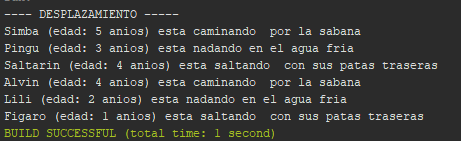 ---- DESPLAZAMIENTO -----
Simba (edad: 5 anios) esta caminando  por la sabana
Pingu (edad: 3 anios) esta nadando en el agua fria
Saltarin (edad: 4 anios) esta saltando  con sus patas traseras
Alvin (edad: 4 anios) esta caminando  por la sabana
Lili (edad: 2 anios) esta nadando en el agua fria
Figaro (edad: 1 anios) esta saltando  con sus patas traseras
BUILD SUCCESSFUL (total time: 1 second)